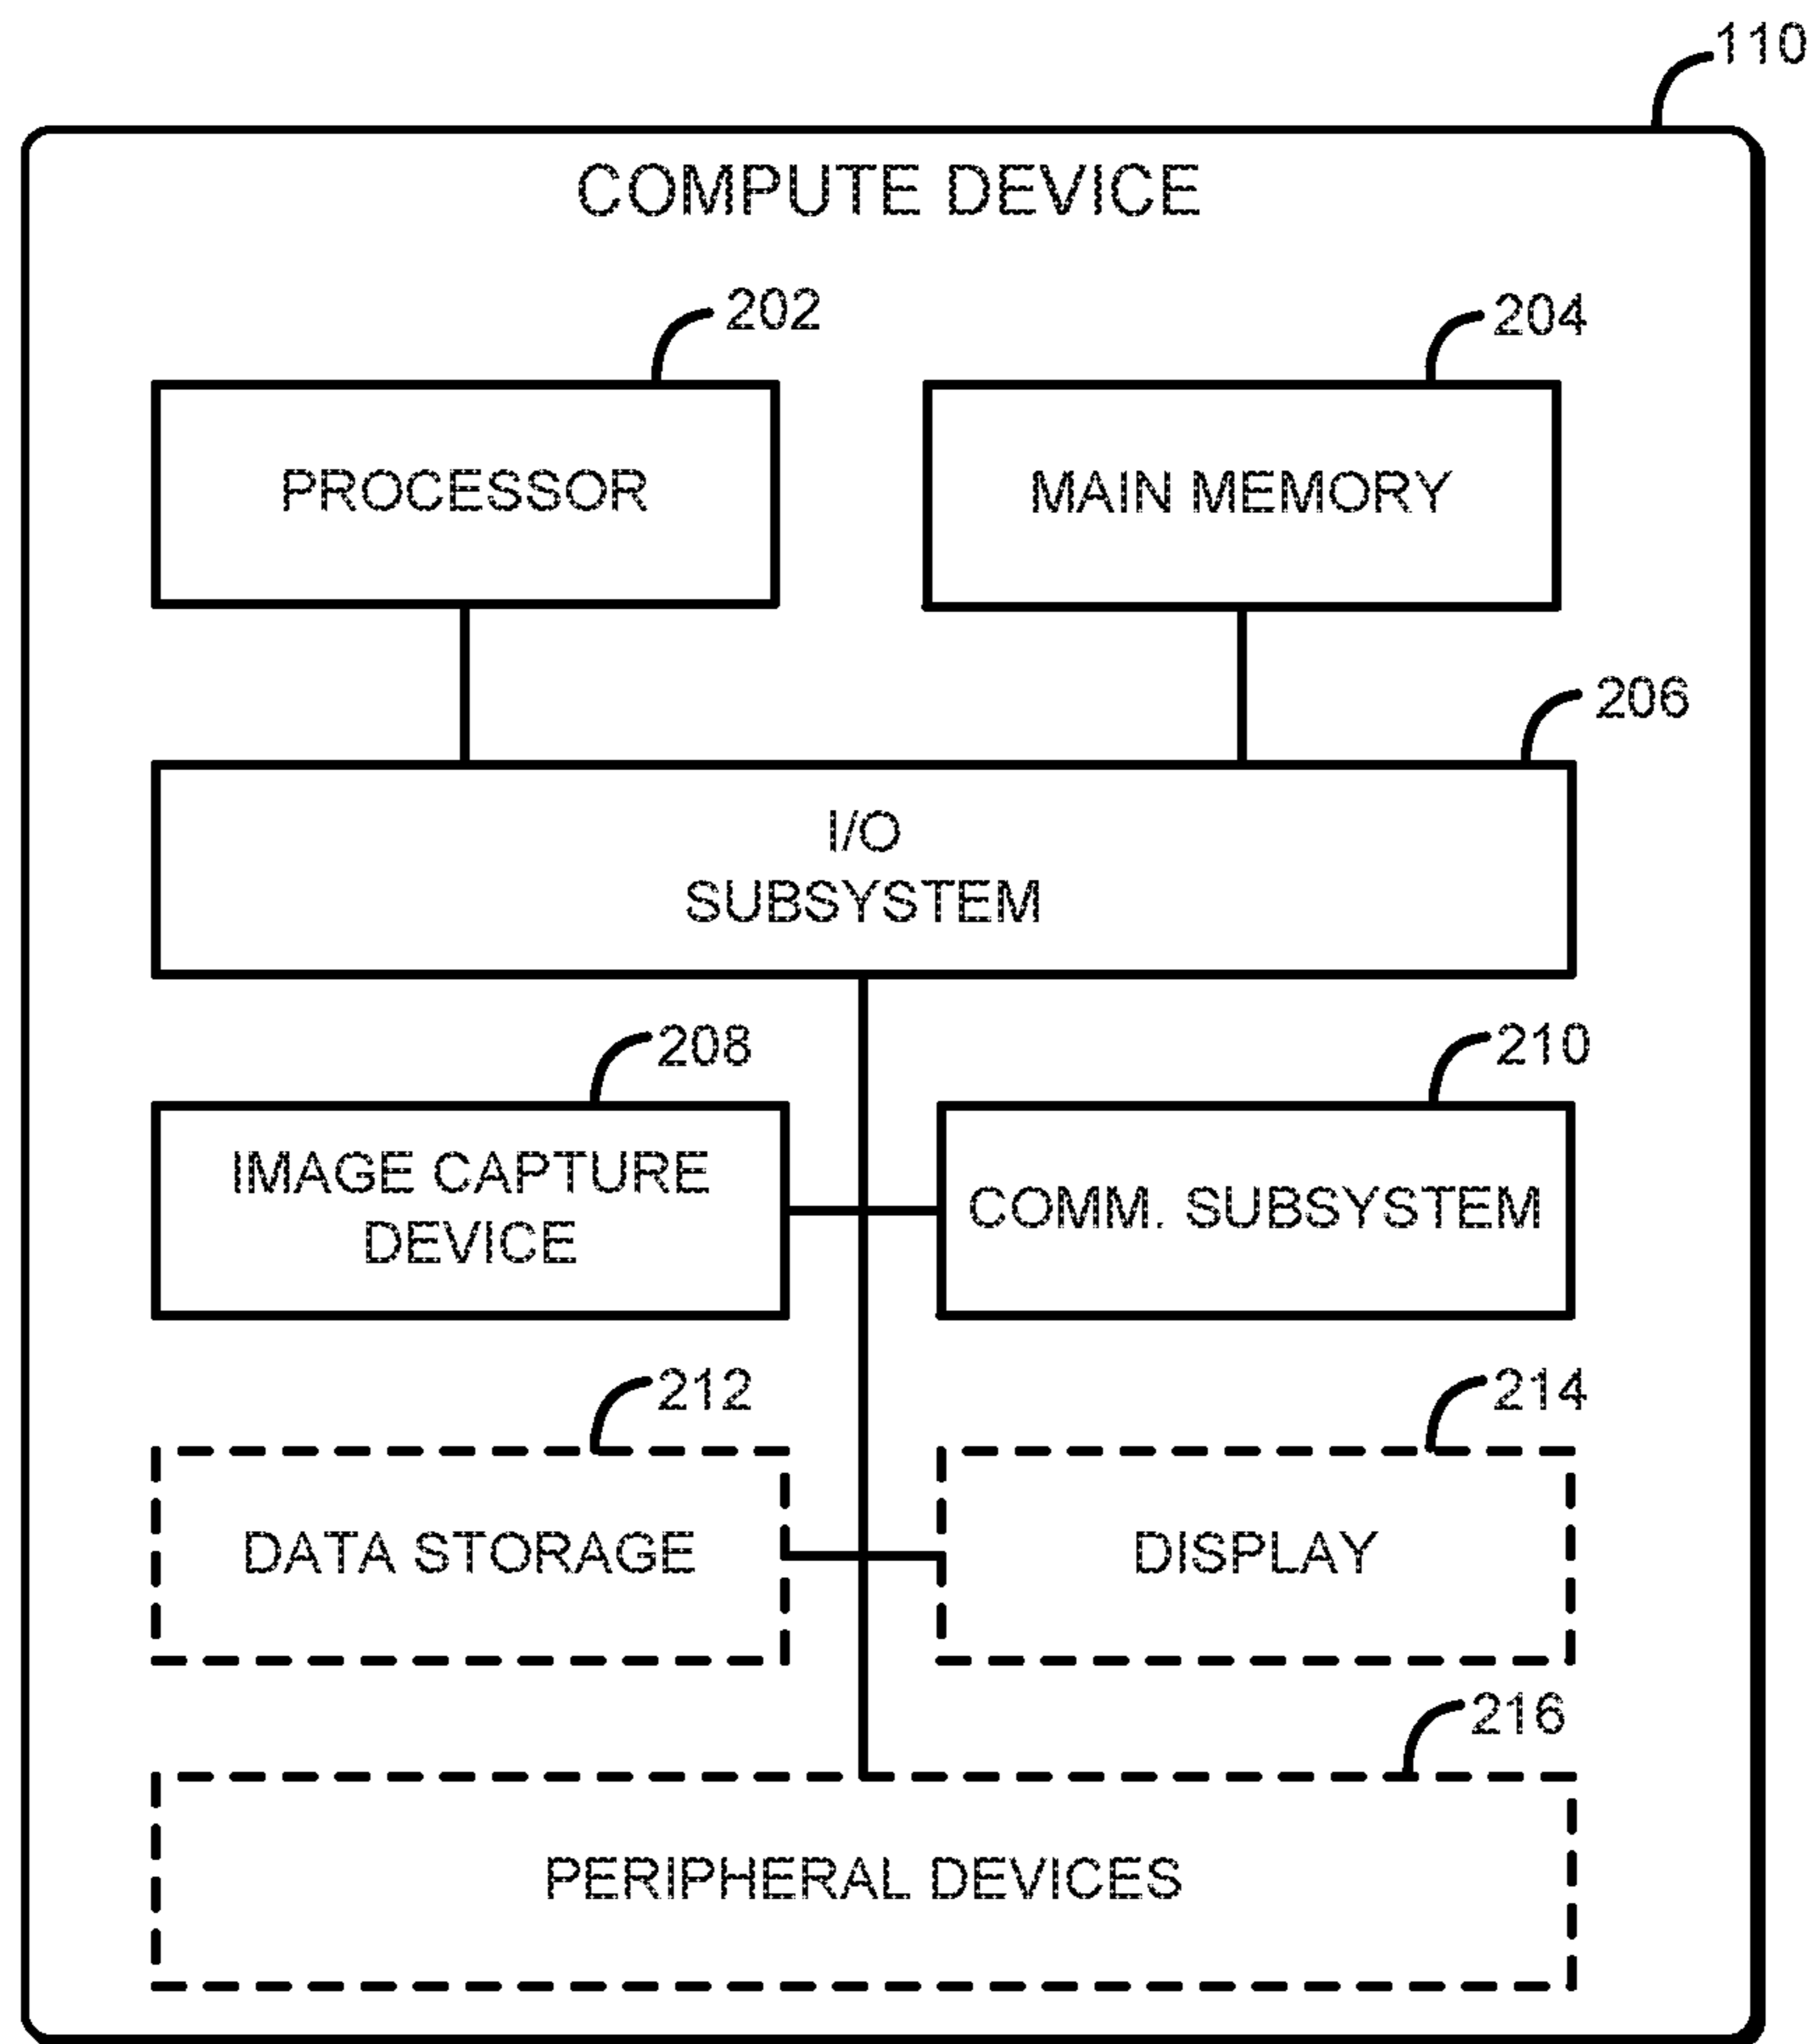 110
COMPUTE DEVICE
202
204
PROCESSOR
MAIN MEMORY
206
I/O
SUBSYSTEM
208
210
IMAGE CAPTURE
DEVICE
COMM. SUBSYSTEM
212
214
DATA STORAGE
DISPLAY
216
PERIPHERAL DEVICES